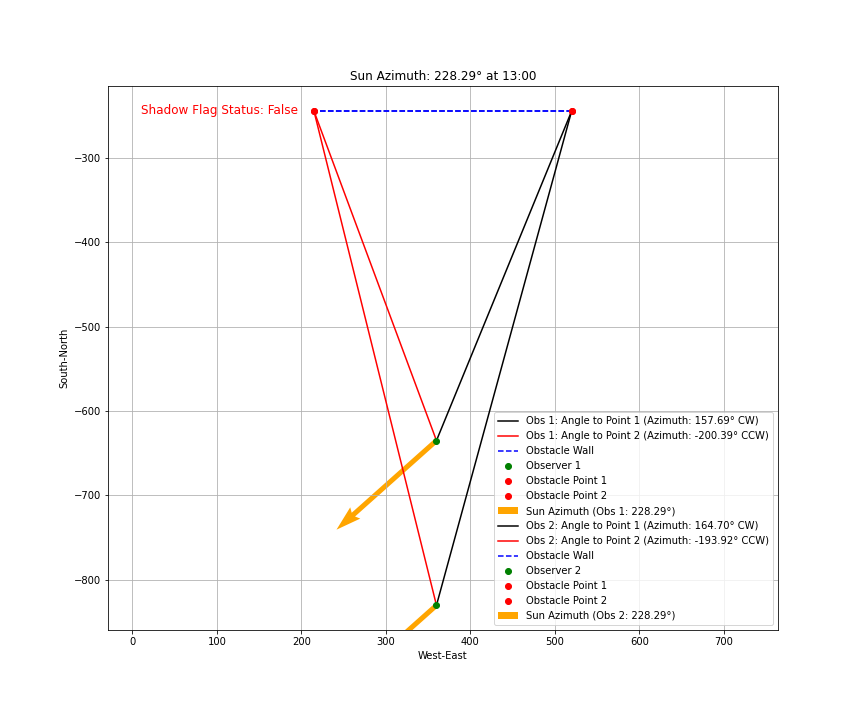 Sun Azimuth: 228.29° at 13:00
Shadow Flag Status: False
−300
−400
−500
−600
−700
−800
South-North
Obs 1: Angle to Point 1 (Azimuth: 157.69° CW)
Obs 1: Angle to Point 2 (Azimuth: -200.39° CCW)
Obstacle Wall
Observer 1
Obstacle Point 1
Obstacle Point 2
Sun Azimuth (Obs 1: 228.29°)
Obs 2: Angle to Point 1 (Azimuth: 164.70° CW)
Obs 2: Angle to Point 2 (Azimuth: -193.92° CCW)
Obstacle Wall
Observer 2
Obstacle Point 1
Obstacle Point 2
Sun Azimuth (Obs 2: 228.29°)
0 100 200 300 400 500 600 700
West-East